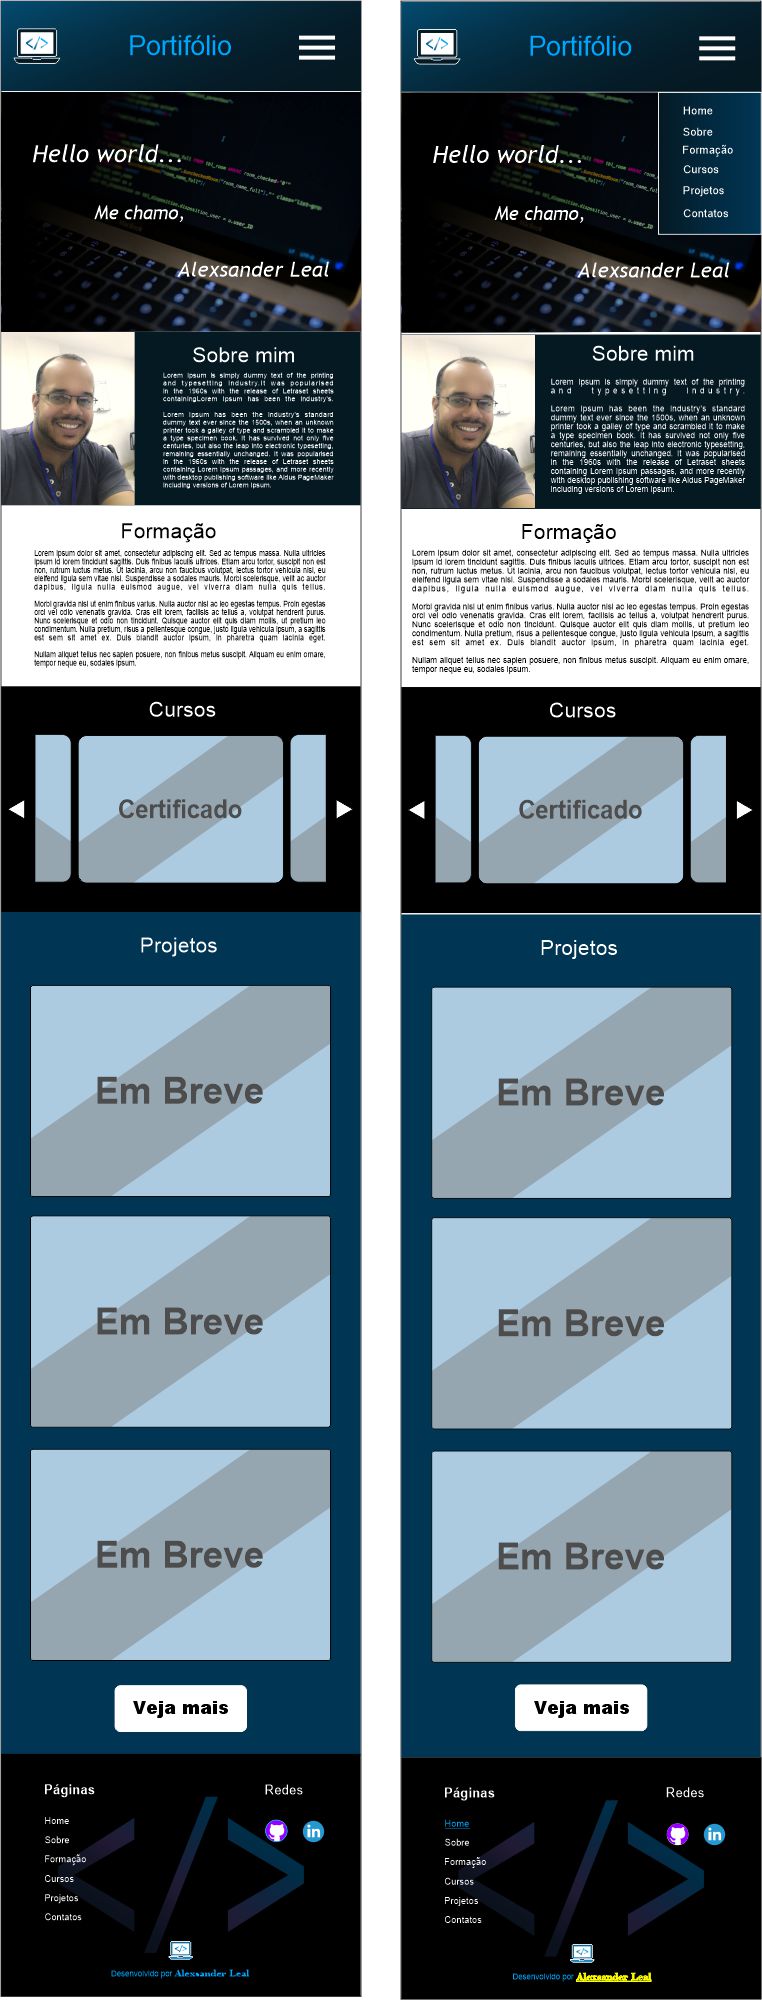 Portifólio
Hello world...
Me chamo,
Alexsander Leal
Sobre mim
Lorem Ipsum is simply dummy text of the printing
and typesetting industry.It was popularised
in the 1960s with the release of Letraset sheets
containingLorem Ipsum has been the industry's.
Lorem Ipsum has been the industry's standard
dummy text ever since the 1500s, when an unknown
printer took a galley of type and scrambled it to make
a type specimen book. It has survived not only five
centuries, but also the leap into electronic typesetting,
remaining essentially unchanged. It was popularised
in the 1960s with the release of Letraset sheets
containing Lorem Ipsum passages, and more recently
with desktop publishing software like Aldus PageMaker
including versions of Lorem Ipsum.
Formação
Lorem ipsum dolor sit amet, consectetur adipiscing elit. Sed ac tempus massa. Nulla ultricies
ipsum id lorem tincidunt sagittis. Duis finibus iaculis ultrices. Etiam arcu tortor, suscipit non est
non, rutrum luctus metus. Ut lacinia, arcu non faucibus volutpat, lectus tortor vehicula nisi, eu
eleifend ligula sem vitae nisl. Suspendisse a sodales mauris. Morbi scelerisque, velit ac auctor
dapibus, ligula nulla euismod augue, vel viverra diam nulla quis tellus.
Morbi gravida nisi ut enim finibus varius. Nulla auctor nisl ac leo egestas tempus. Proin egestas
orci vel odio venenatis gravida. Cras elit lorem, facilisis ac tellus a, volutpat hendrerit purus.
Nunc scelerisque et odio non tincidunt. Quisque auctor elit quis diam mollis, ut pretium leo
condimentum. Nulla pretium, risus a pellentesque congue, justo ligula vehicula ipsum, a sagittis
est sem sit amet ex. Duis blandit auctor ipsum, in pharetra quam lacinia eget.
Nullam aliquet tellus nec sapien posuere, non finibus metus suscipit. Aliquam eu enim ornare,
tempor neque eu, sodales ipsum.
Cursos
Certificado
Projetos
Em Breve
Em Breve
Em Breve
Veja mais
Páginas
Home
Sobre
Formação
Cursos
Projetos
Contatos
Redes
in
Desenvolvido por Alexsander Leal
Portifólio
Home
Sobre
Formação
Cursos
Projetos
Contatos
Hello world...
Me chamo,
Alexsander Leal
Sobre mim
Lorem Ipsum is simply dummy text of the printing
and typesetting industry.
Lorem Ipsum has been the industry's standard
dummy text ever since the 1500s, when an unknown
printer took a galley of type and scrambled it to make
a type specimen book. It has survived not only five
centuries, but also the leap into electronic typesetting,
remaining essentially unchanged. It was popularised
in the 1960s with the release of Letraset sheets
containing Lorem Ipsum passages, and more recently
with desktop publishing software like Aldus PageMaker
including versions of Lorem Ipsum.
Formação
Lorem ipsum dolor sit amet, consectetur adipiscing elit. Sed ac tempus massa. Nulla ultricies
ipsum id lorem tincidunt sagittis. Duis finibus iaculis ultrices. Etiam arcu tortor, suscipit non est
non, rutrum luctus metus. Ut lacinia, arcu non faucibus volutpat, lectus tortor vehicula nisi, eu
eleifend ligula sem vitae nisl. Suspendisse a sodales mauris. Morbi scelerisque, velit ac auctor
dapibus, ligula nulla euismod augue, vel viverra diam nulla quis tellus.
Morbi gravida nisi ut enim finibus varius. Nulla auctor nisl ac leo egestas tempus. Proin egestas
orci vel odio venenatis gravida. Cras elit lorem, facilisis ac tellus a, volutpat hendrerit purus.
Nunc scelerisque et odio non tincidunt. Quisque auctor elit quis diam mollis, ut pretium leo
condimentum. Nulla pretium, risus a pellentesque congue, justo ligula vehicula ipsum, a sagittis
est sem sit amet ex. Duis blandit auctor ipsum, in pharetra quam lacinia eget.
Nullam aliquet tellus nec sapien posuere, non finibus metus suscipit. Aliquam eu enim ornare,
tempor neque eu, sodales ipsum.
Cursos
Certificado
Projetos
Em Breve
Em Breve
Em Breve
Veja mais
Páginas
Home
Sobre
Formação
Cursos
Projetos
Contatos
Redes
in
Desenvolvido por Alexsander Leal